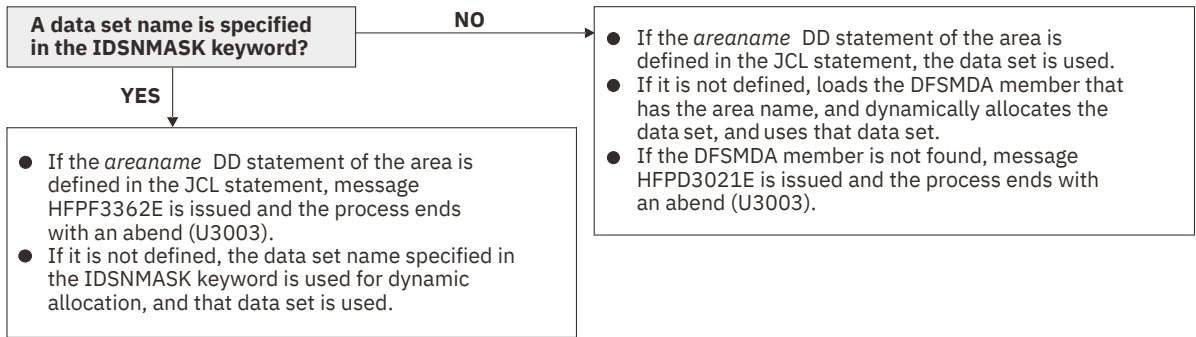 A data set name is specified
in the IDSNMASK keyword?
NO
● If the areaname DD statement of the area is
defined in the JCL statement, the data set is used.
● If it is not defined, loads the DFSMDA member that
has the area name, and dynamically allocates the
data set, and uses that data set.
● If the DFSMDA member is not found, message
HFPD3021E is issued and the process ends with
an abend (U3003).
YES
● If the areaname DD statement of the area is
defined in the JCL statement, message
HFPF3362E is issued and the process ends
with an abend (U3003).
● If it is not defined, the data set name specified in
the IDSNMASK keyword is used for dynamic
allocation, and that data set is used.